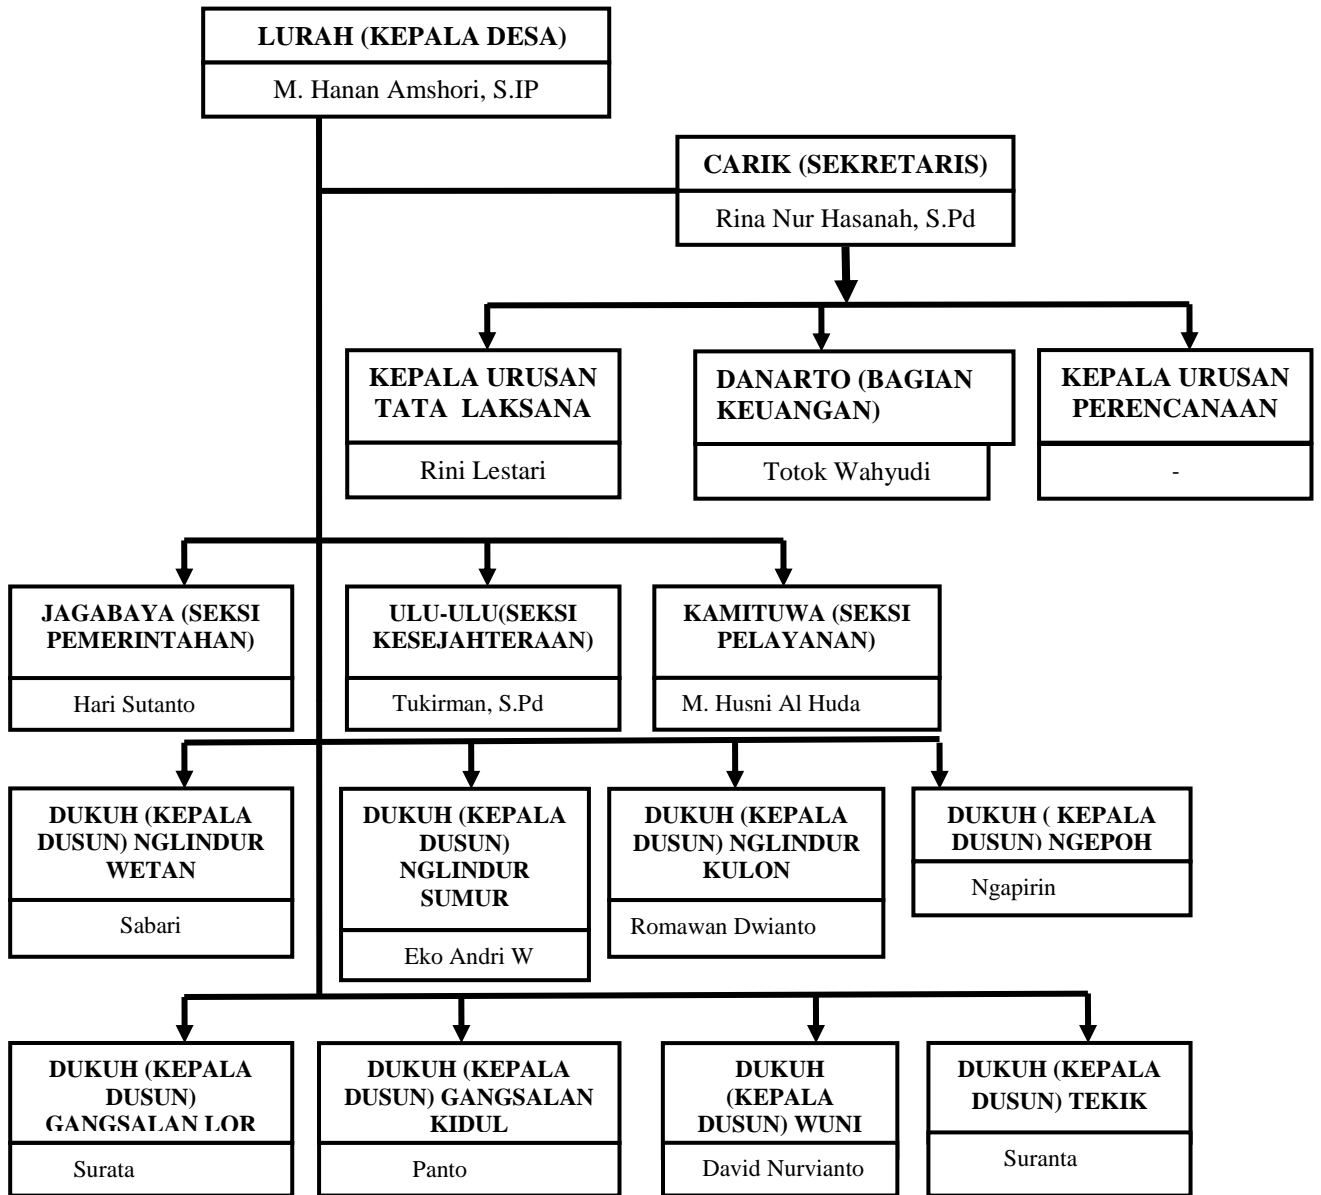 LURAH (KEPALA DESA)
M. Hanan Amshori, S.IP
CARIK (SEKRETARIS)
Rina Nur Hasanah, S.Pd
KEPALA URUSAN
TATA LAKSANA
Rini Lestari
DANARTO (BAGIAN
KEUANGAN)
Totok Wahyudi
KEPALA URUSAN
PERENCANAAN
-
JAGABAYA (SEKSI
PEMERINTAHAN)
Hari Sutanto
ULU-ULU(SEKSI
KESEJAHTERAAN)
Tukirman, S.Pd
KAMITUWA (SEKSI
PELAYANAN)
M. Husni Al Huda
DUKUH (KEPALA
DUSUN) NGLINDUR
WETAN
Sabari
DUKUH (KEPALA
DUSUN)
NGLINDUR
SUMUR
Eko Andri W
DUKUH (KEPALA
DUSUN) NGLINDUR
KULON
Romawan Dwianto
DUKUH ( KEPALA
DUSUN) NGEPOH
Ngapirin
DUKUH (KEPALA
DUSUN)
GANGSALAN LOR
Surata
DUKUH (KEPALA
DUSUN) GANGSALAN
KIDUL
Panto
DUKUH
(KEPALA
DUSUN) WUNI
David Nurvianto
DUKUH (KEPALA
DUSUN) TEKIK
Suranta